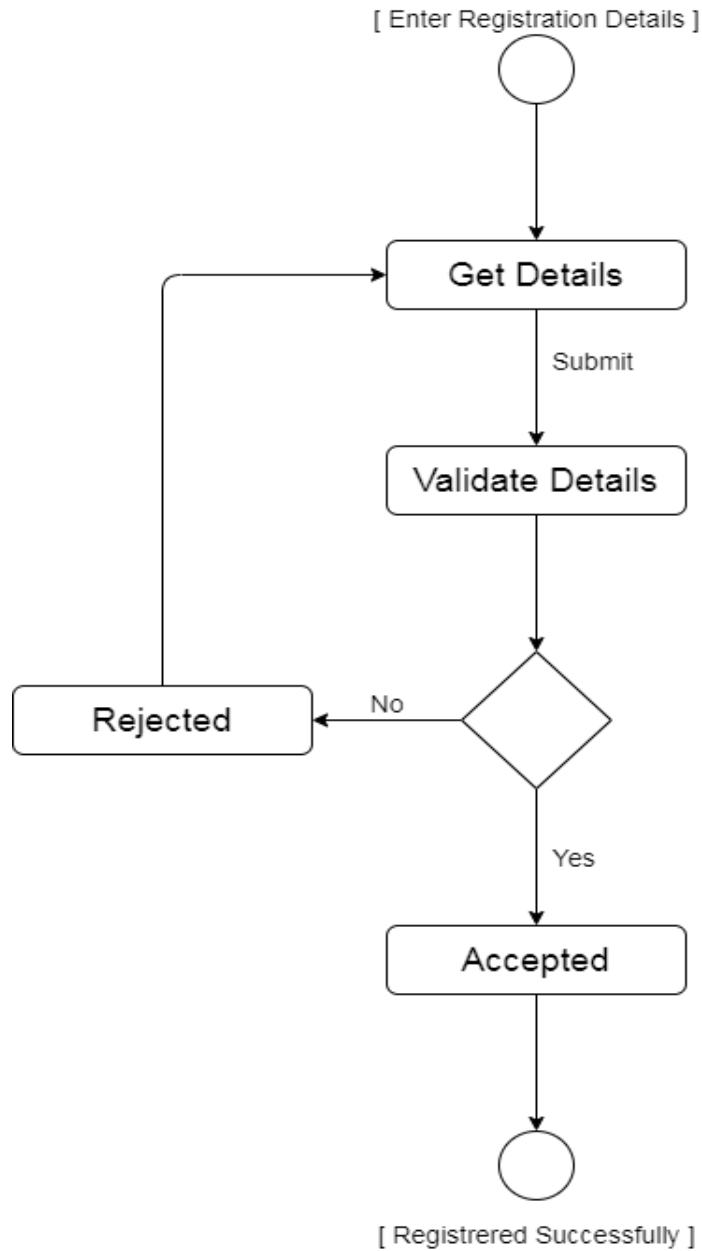 [ Enter Registration Details ]
Get Details
Submit
Validate Details
No
Rejected
Yes
Accepted
[ Registrered Successfully ]